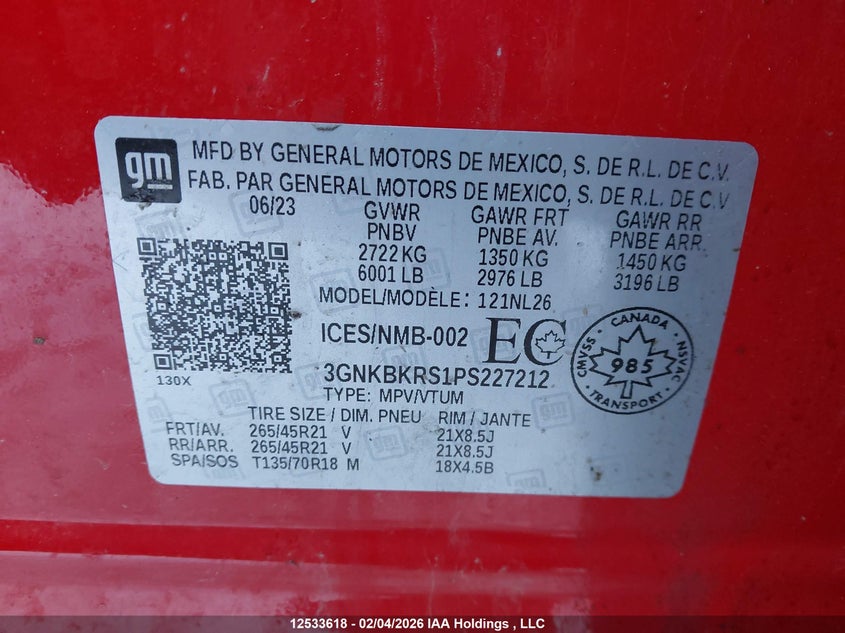 gm
MFD BY GENERAL MOTORS DE MEXICO, S. DE R.L. DE C.V.
FAB. PAR GENERAL MOTORS DE MEXICO, S. DE R.L. DE C.V
06/23 GVWR GAWR FRT GAWR RR
PNBV PNBE AV. PNBE ARR.
2722 KG 1350 KG 1450 KG
6001 LB 2976 LB 3196 LB
MODEL/MODÈLE: 121NL26
ICES/NMB-002 EC
CANADA
CMVSS 985 NSVAC
TRANSPORT
130X
3GNKBKRS1PS227212
TYPE: MPV/VTUM
TIRE SIZE / DIM. PNEU RIM / JANTE
FRT/AV. 265/45R21 V 21X8.5J
RR/ARR. 265/45R21 V 21X8.5J
SPA/SOS T135/70R18 M 18X4.5B
12533618 - 02/04/2026 IAA Holdings , LLC